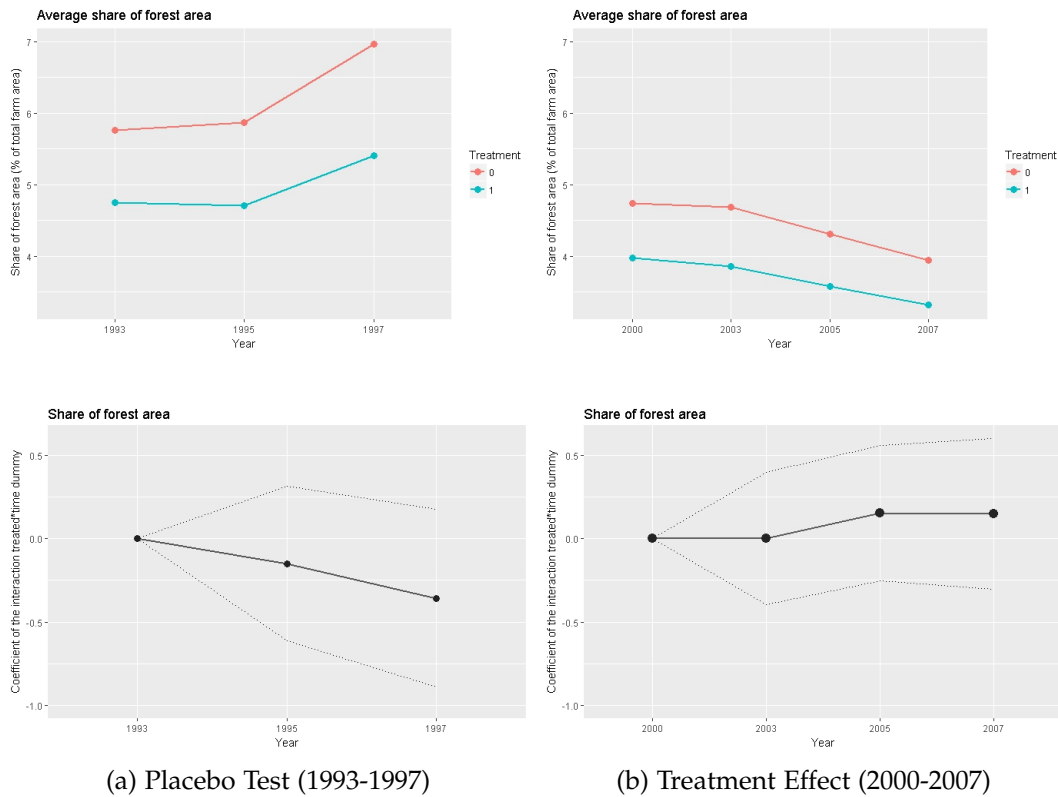 Average share of forest area
Share of forest area (% of total farm area)
7
6
5
4
1993
1995
1997
Year
Treatment
0
1
Average share of forest area
Share of forest area (% of total farm area)
7
6
5
4
2000
2003
2005
2007
Year
Treatment
0
1
Share of forest area
Coefficient of the interaction treated*time dummy
0.5
0.0
-0.5
-1.0
1993
1995
1997
Year
Share of forest area
Coefficient of the interaction treated*time dummy
0.5
0.0
-0.5
-1.0
2000
2003
2005
2007
Year
(a) Placebo Test (1993-1997)
(b) Treatment Effect (2000-2007)